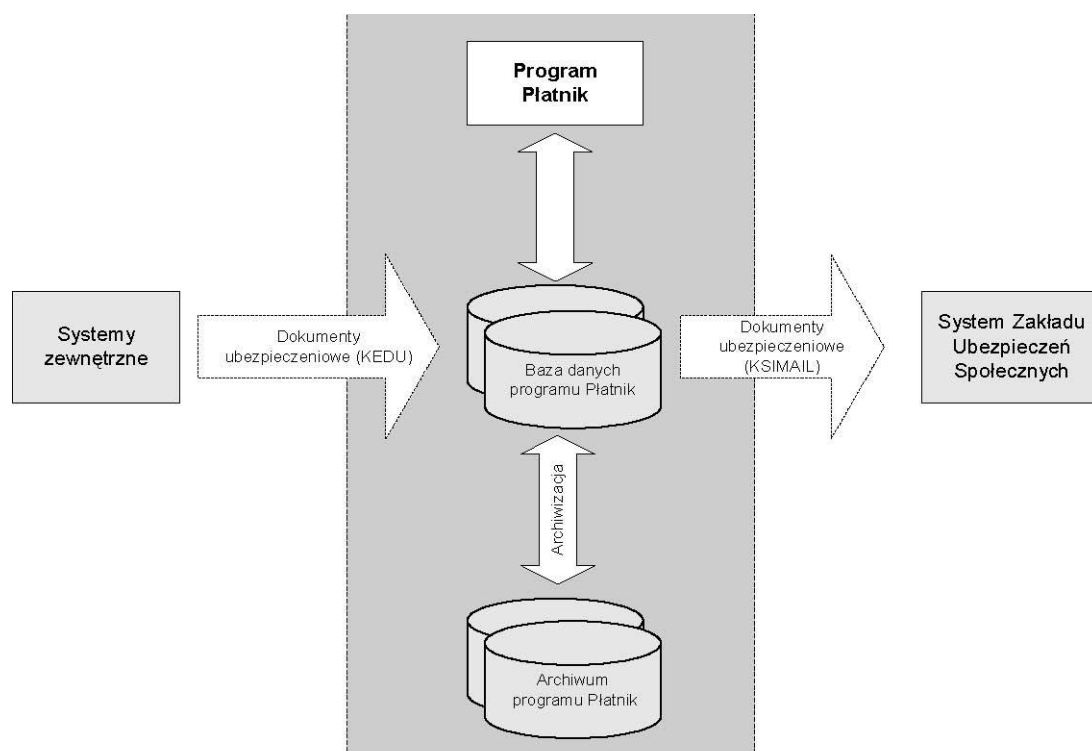 Program
Płatnik
Systemy
zewnętrzne
Dokumenty
ubezpieczeniowe (KEDU)
Baza danych
programu Płatnik
Dokumenty
ubezpieczeniowe
(KSIMAIL)
System Zakładu
Ubezpieczeń
Społecznych
Archiwizacja
Archiwum
programu Płatnik